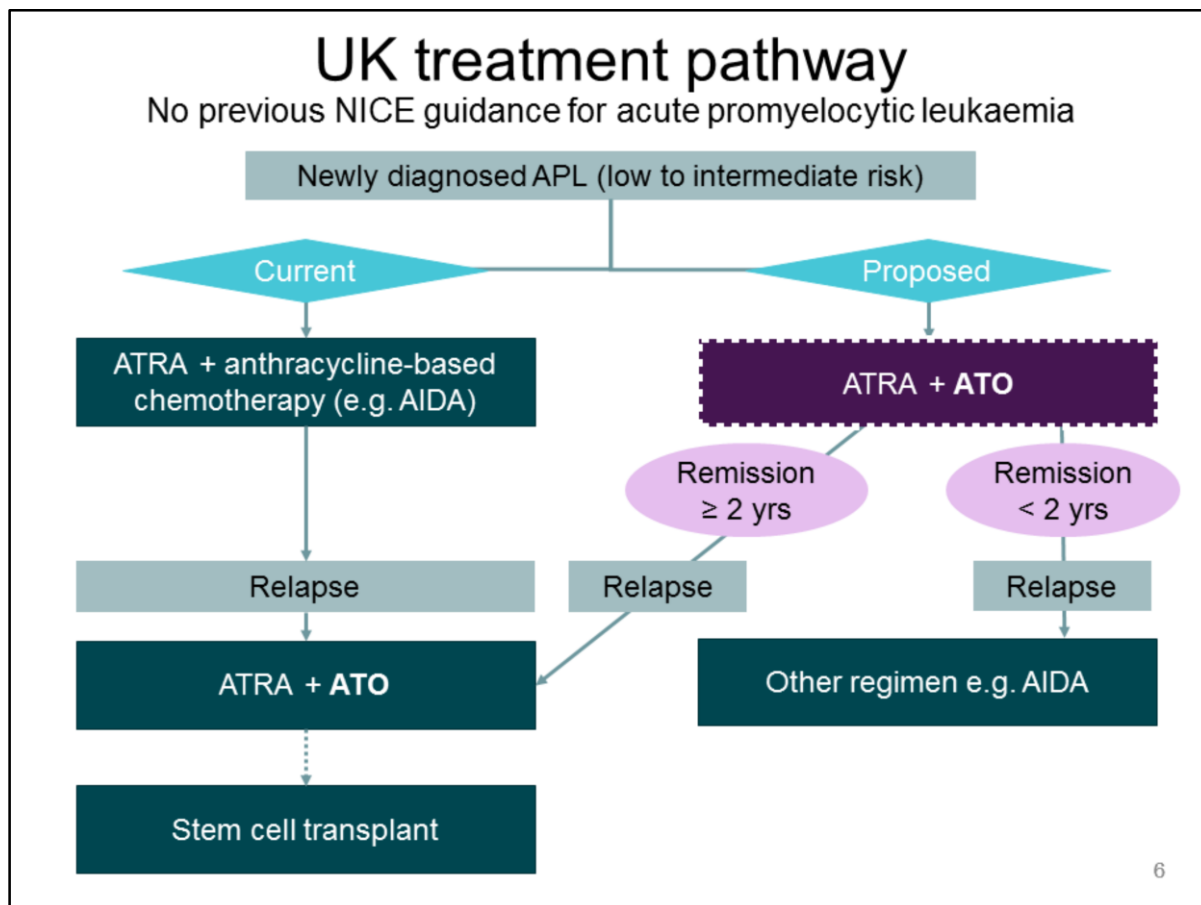 UK treatment pathway
No previous NICE guidance for acute promyelocytic leukaemia
Newly diagnosed APL (low to intermediate risk)
Current
Proposed
ATRA + anthracycline-based
chemotherapy (e.g. AIDA)
ATRA + ATO
Remission
≥ 2 yrs
Remission
< 2 yrs
Relapse
Relapse
Relapse
ATRA + ATO
Other regimen e.g. AIDA
Stem cell transplant
6